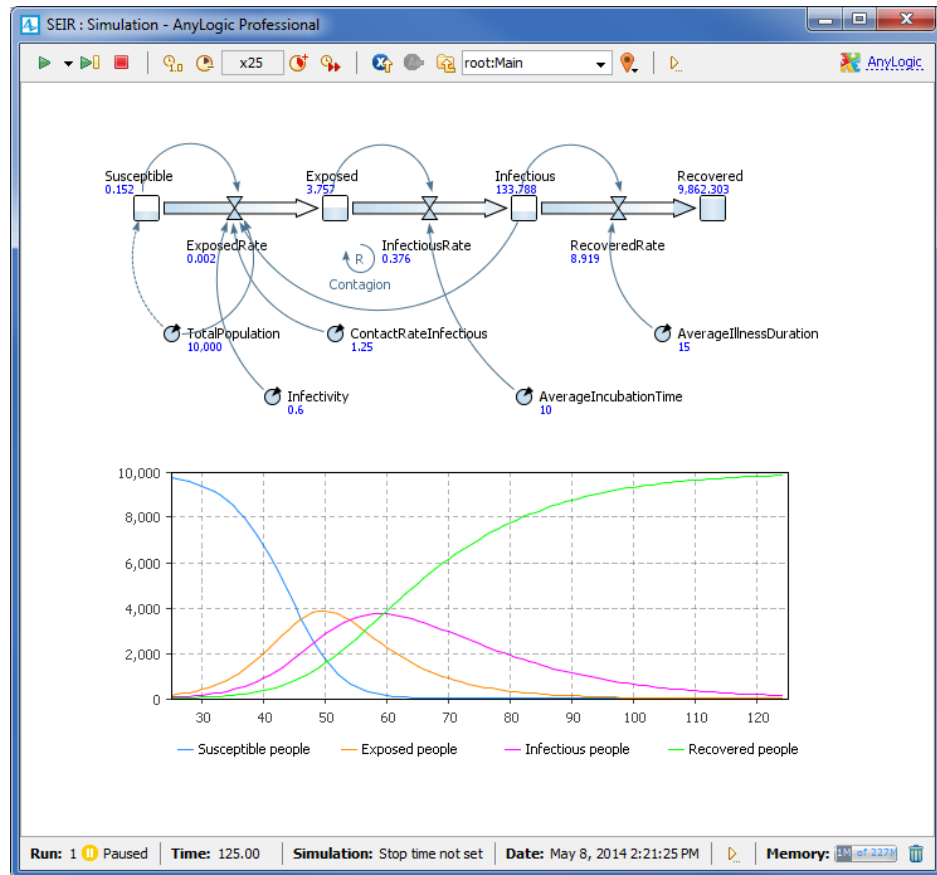 SEIR : Simulation - AnyLogic Professional
x25 root:Main AnyLogic
Susceptible Exposed Infectious Recovered
0.152 3.757 133.788 9,862.303
ExposedRate InfectiousRate RecoveredRate
0.002 0.376 8.919
R
Contagion
TotalPopulation ContactRateInfectious AverageIllnessDuration
10,000 1.25 15
Infectivity AverageIncubationTime
0.6 10
10,000
8,000
6,000
4,000
2,000
0
30 40 50 60 70 80 90 100 110 120
Susceptible people Exposed people Infectious people Recovered people
Run: 1 Paused Time: 125.00 Simulation: Stop time not set Date: May 8, 2014 2:21:25 PM Memory: of 227M